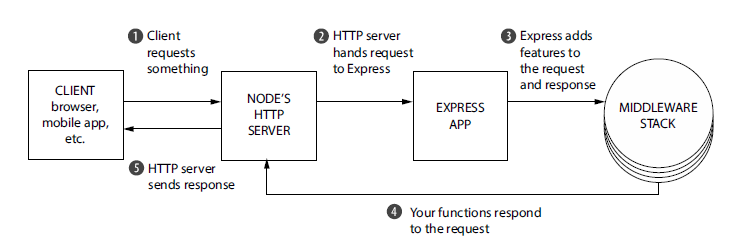 1 Client
requests
something
2 HTTP server
hands request
to Express
3 Express adds
features to
the request
and response
CLIENT
browser,
mobile app,
etc.
NODE'S
HTTP
SERVER
EXPRESS
APP
MIDDLEWARE
STACK
5 HTTP server
sends response
4 Your functions respond
to the request